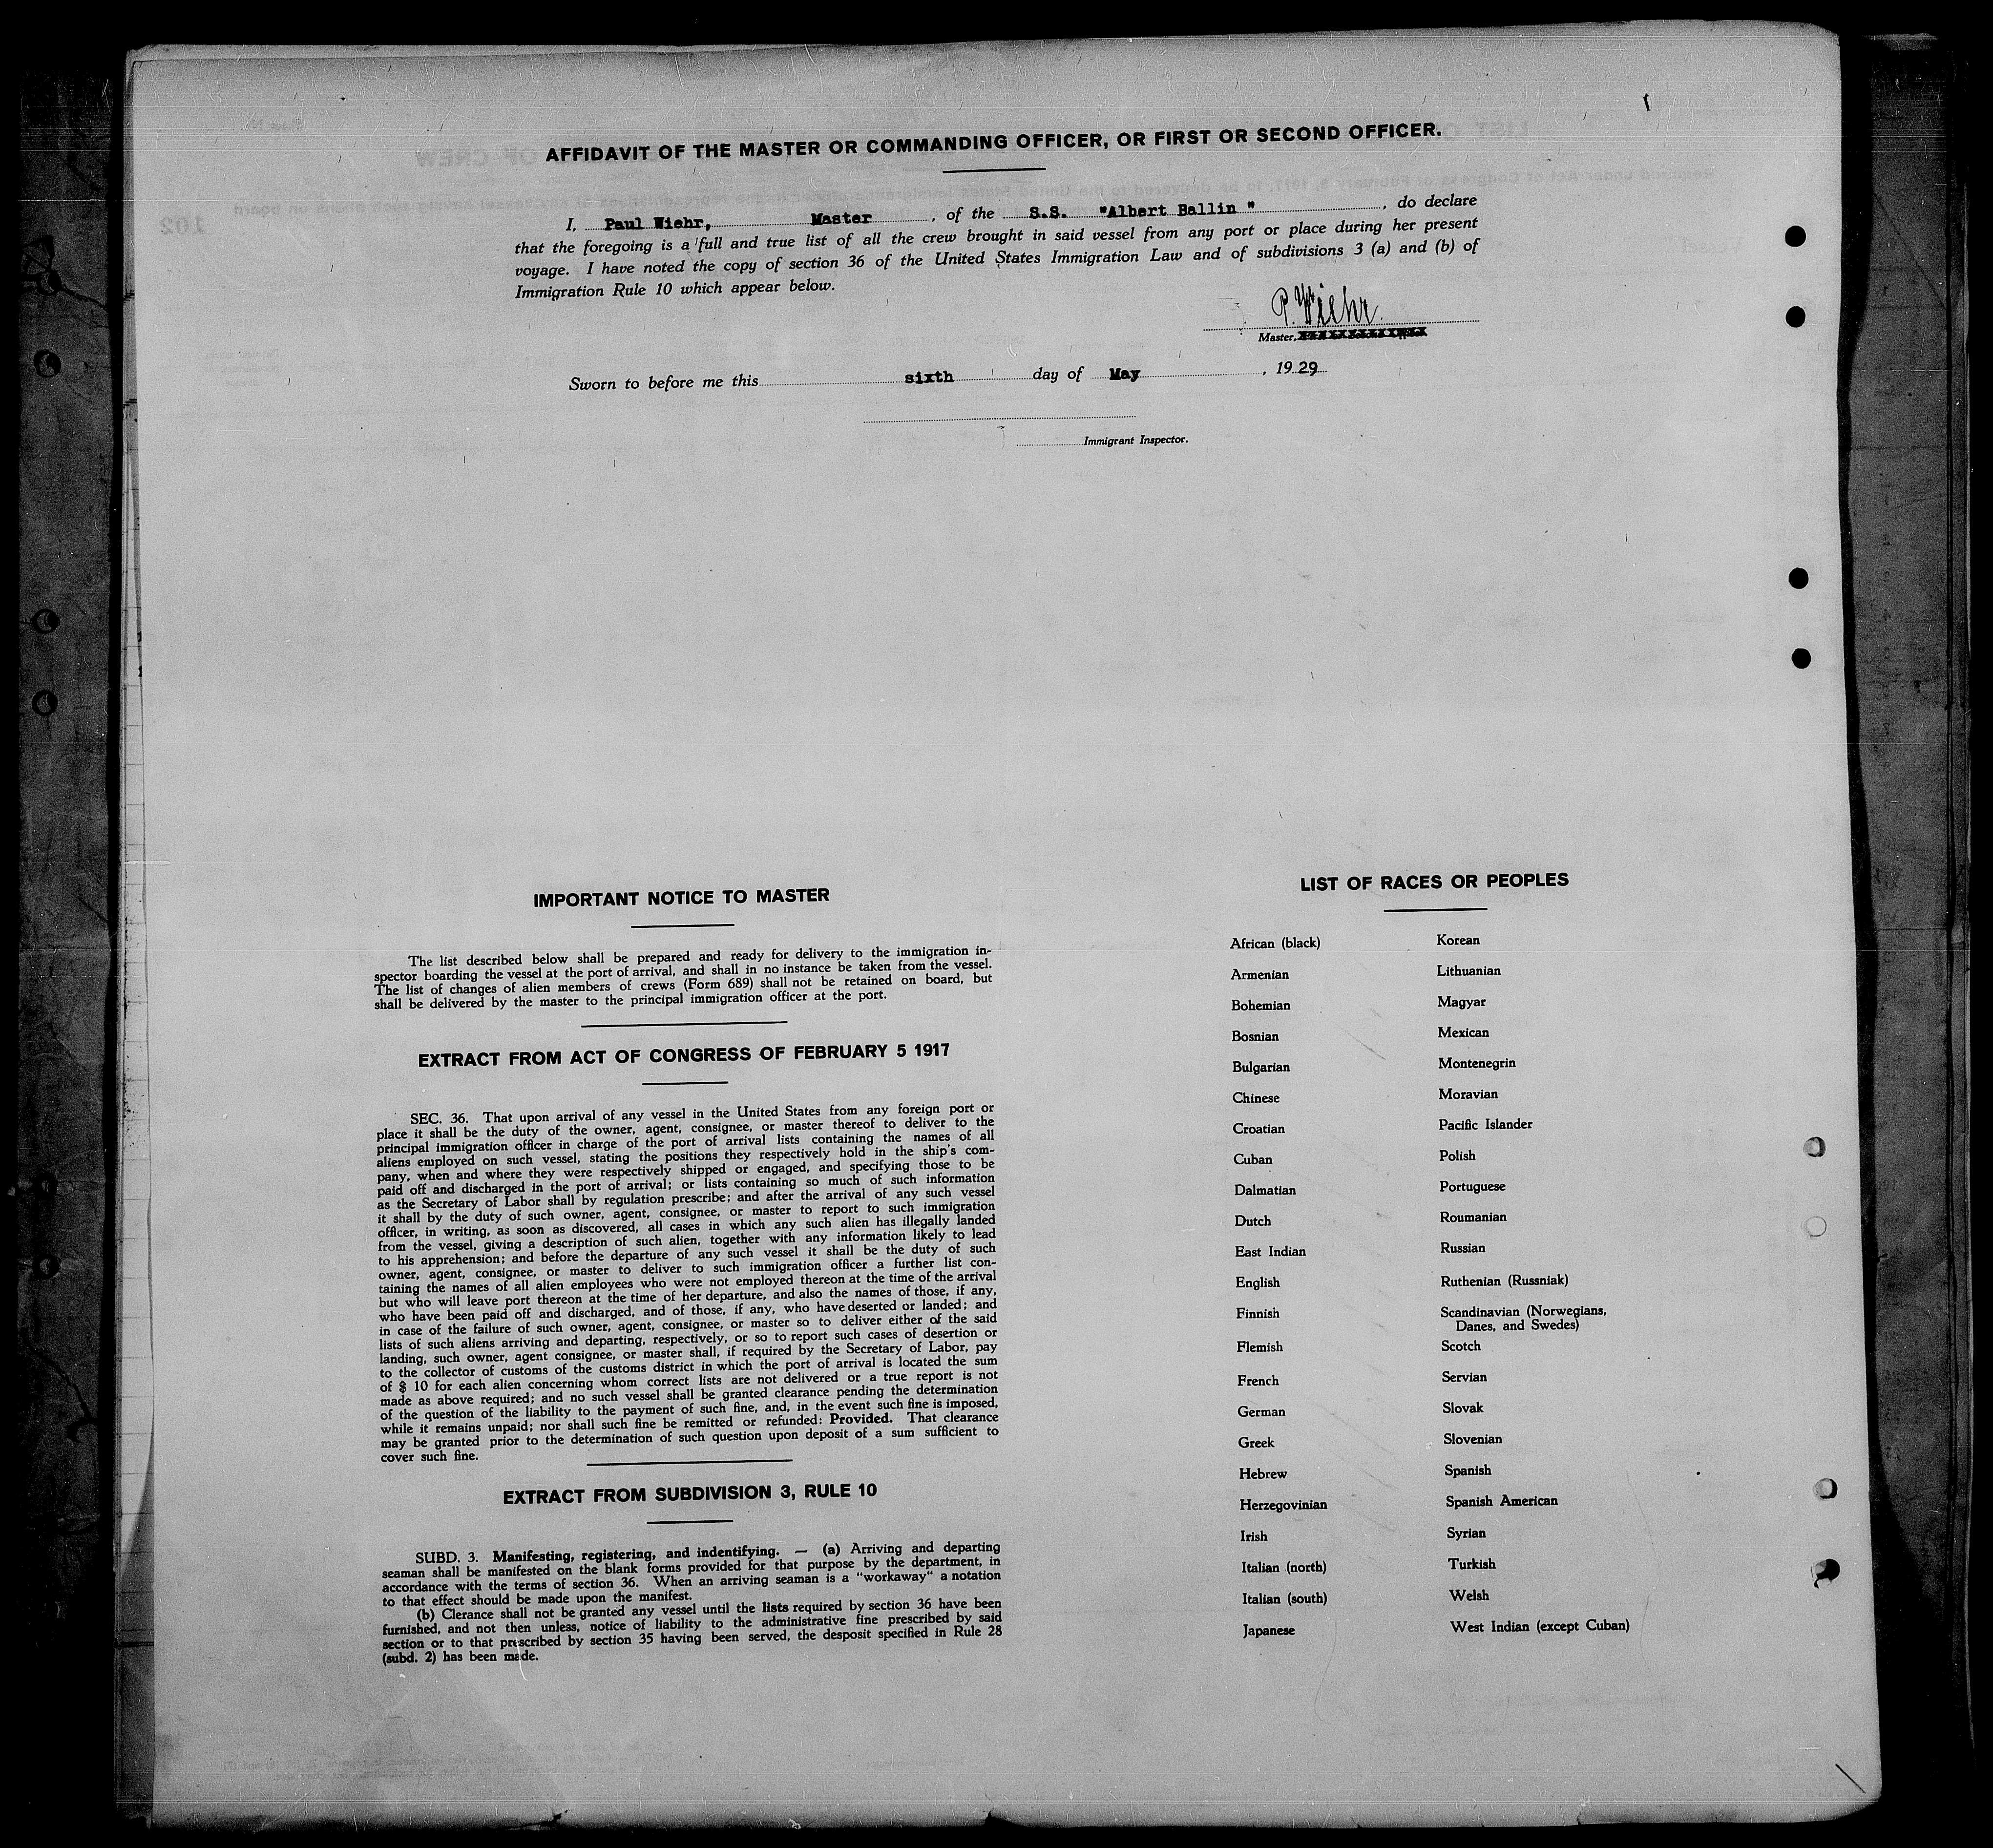 AFFIDAVIT OF THE MASTER OR COMMANDING OFFICER, OR FIRST OR SECOND OFFICER.
I, Paul Wiehr, Master, of the S.S. "Albert Ballin", do declare
that the foregoing is a full and true list of all the crew brought in said vessel from any port or place during her present
voyage. I have noted the copy of section 36 of the United States Immigration Law and of subdivisions 3 (a) and (b) of
Immigration Rule 10 which appear below.
P. Wiehr.
Master,
Sworn to before me this sixth day of May, 1929
Immigrant Inspector.
IMPORTANT NOTICE TO MASTER
The list described below shall be prepared and ready for delivery to the immigration in-
spector boarding the vessel at the port of arrival, and shall in no instance be taken from the vessel.
The list of changes of alien members of crews (Form 689) shall not be retained on board, but
shall be delivered by the master to the principal immigration officer at the port.
EXTRACT FROM ACT OF CONGRESS OF FEBRUARY 5 1917
SEC. 36. That upon arrival of any vessel in the United States from any foreign port or
place it shall be the duty of the owner, agent, consignee, or master thereof to deliver to the
principal immigration officer in charge of the port of arrival lists containing the names of all
aliens employed on such vessel, stating the positions they respectively hold in the ship's com-
pany, when and where they were respectively shipped or engaged, and specifying those to be
paid off and discharged in the port of arrival; or lists containing so much of such information
as the Secretary of Labor shall by regulation prescribe; and after the arrival of any such vessel
it shall by the duty of such owner, agent, consignee, or master to report to such immigration
officer, in writing, as soon as discovered, all cases in which any such alien has illegally landed
from the vessel, giving a description of such alien, together with any information likely to lead
to his apprehension; and before the departure of any such vessel it shall be the duty of such
owner, agent, consignee, or master to deliver to such immigration officer a further list con-
taining the names of all alien employees who were not employed thereon at the time of the arrival
but who will leave port thereon at the time of her departure, and also the names of those, if any,
who have been paid off and discharged, and of those, if any, who have deserted or landed; and
in case of the failure of such owner, agent, consignee, or master so to deliver either of the said
lists of such aliens arriving and departing, respectively, or so to report such cases of desertion or
landing, such owner, agent consignee, or master shall, if required by the Secretary of Labor, pay
to the collector of customs of the customs district in which the port of arrival is located the sum
of $ 10 for each alien concerning whom correct lists are not delivered or a true report is not
made as above required; and no such vessel shall be granted clearance pending the determination
of the question of the liability to the payment of such fine, and, in the event such fine is imposed,
while it remains unpaid; nor shall such fine be remitted or refunded: Provided. That clearance
may be granted prior to the determination of such question upon deposit of a sum sufficient to
cover such fine.
EXTRACT FROM SUBDIVISION 3, RULE 10
SUBD. 3. Manifesting, registering, and indentifying. — (a) Arriving and departing
seaman shall be manifested on the blank forms provided for that purpose by the department, in
accordance with the terms of section 36. When an arriving seaman is a "workaway" a notation
to that effect should be made upon the manifest.
(b) Clerance shall not be granted any vessel until the lists required by section 36 have been
furnished, and not then unless, notice of liability to the administrative fine prescribed by said
section or to that prescribed by section 35 having been served, the desposit specified in Rule 28
(subd. 2) has been made.
LIST OF RACES OR PEOPLES
African (black)
Armenian
Bohemian
Bosnian
Bulgarian
Chinese
Croatian
Cuban
Dalmatian
Dutch
East Indian
English
Finnish
Flemish
French
German
Greek
Hebrew
Herzegovinian
Irish
Italian (north)
Italian (south)
Japanese
Korean
Lithuanian
Magyar
Mexican
Montenegrin
Moravian
Pacific Islander
Polish
Portuguese
Roumanian
Russian
Ruthenian (Russniak)
Scandinavian (Norwegians,
Danes, and Swedes)
Scotch
Servian
Slovak
Slovenian
Spanish
Spanish American
Syrian
Turkish
Welsh
West Indian (except Cuban)